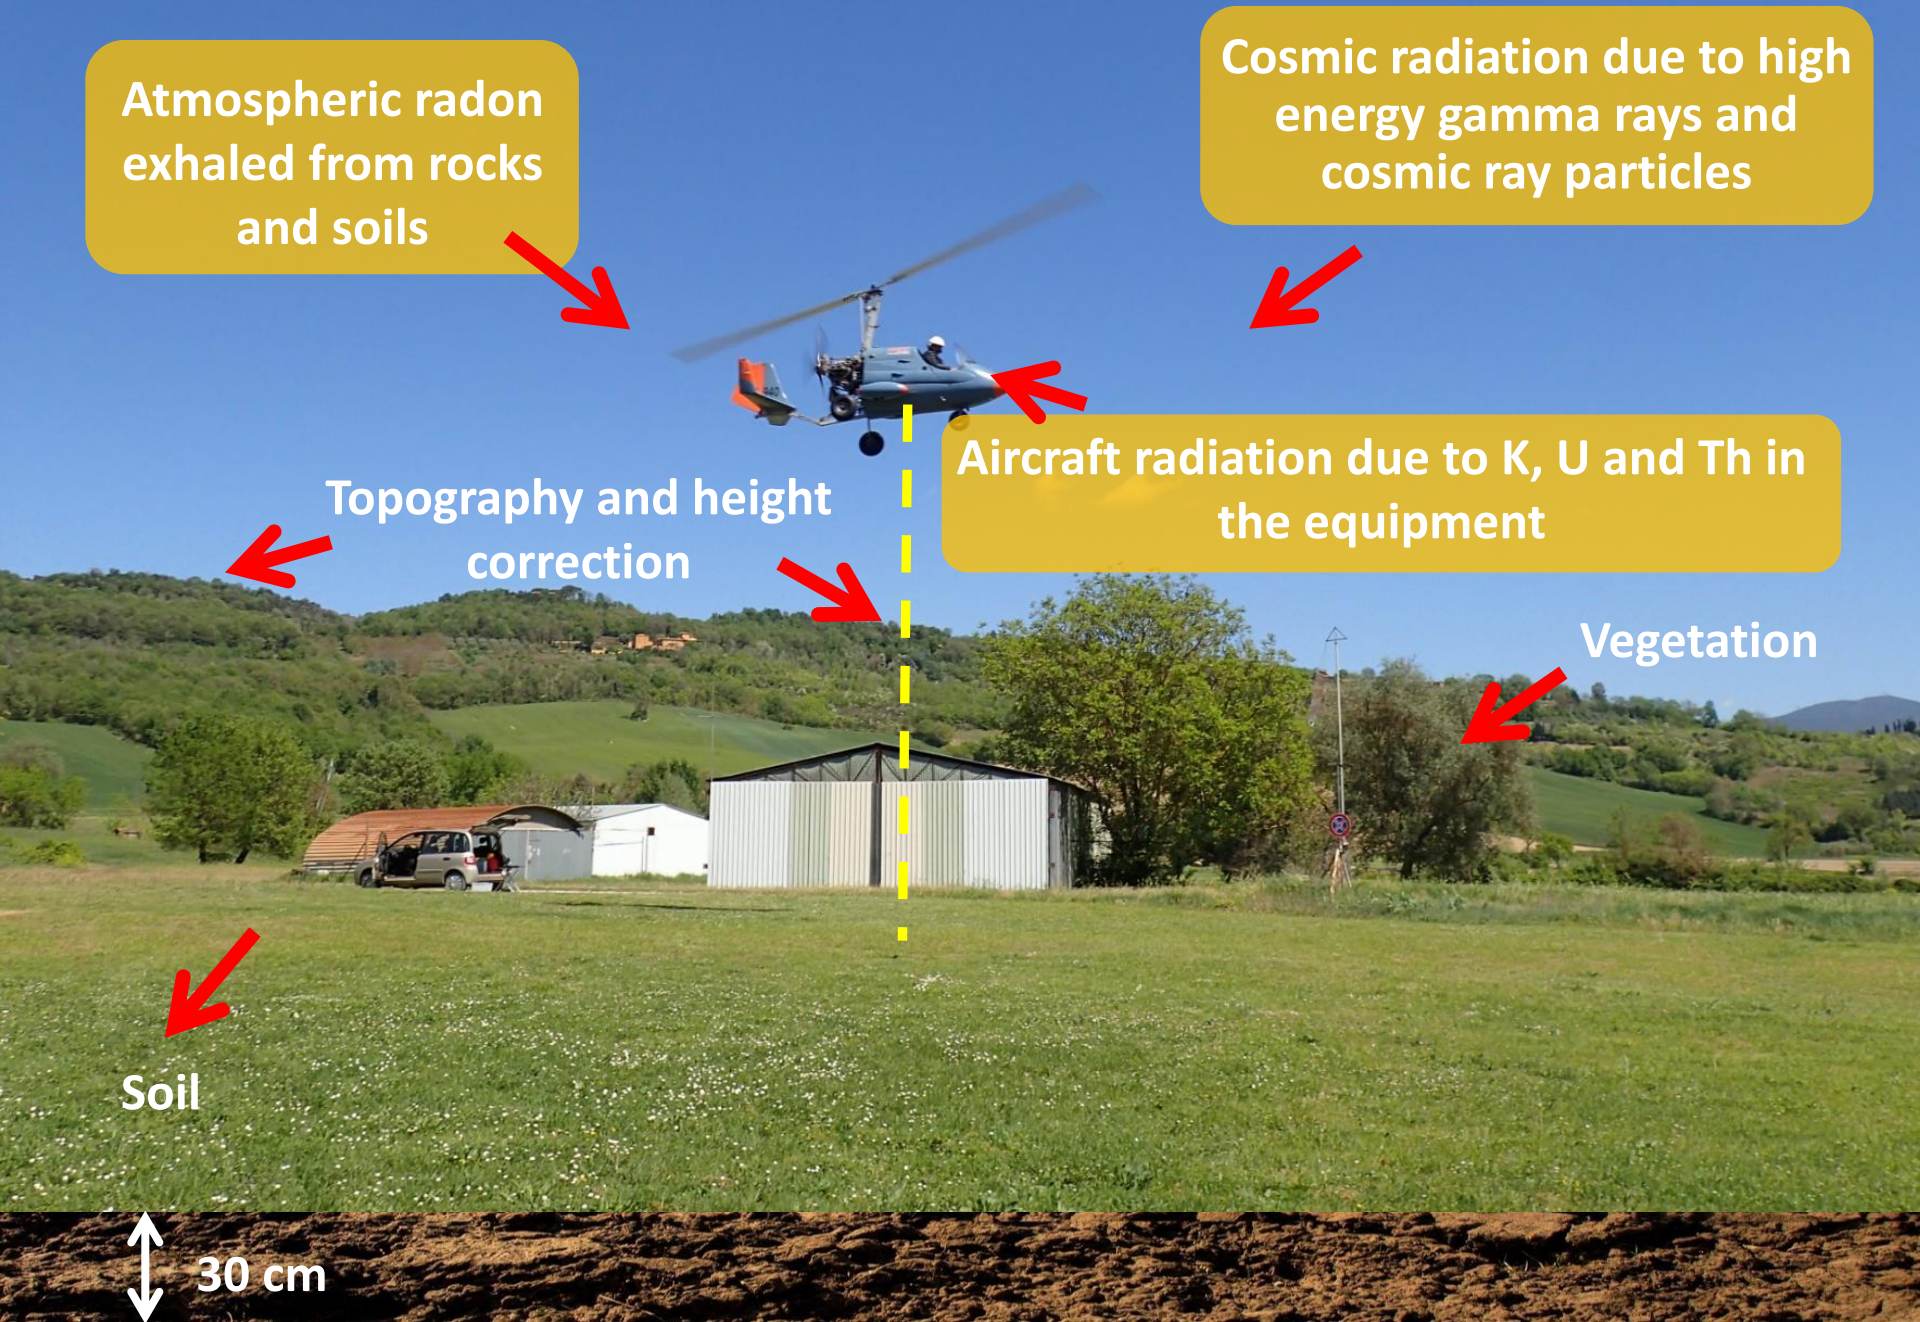 Atmospheric radon
exhaled from rocks
and soils
Cosmic radiation due to high
energy gamma rays and
cosmic ray particles
Aircraft radiation due to K, U and Th in
the equipment
Topography and height
correction
Vegetation
Soil
30 cm